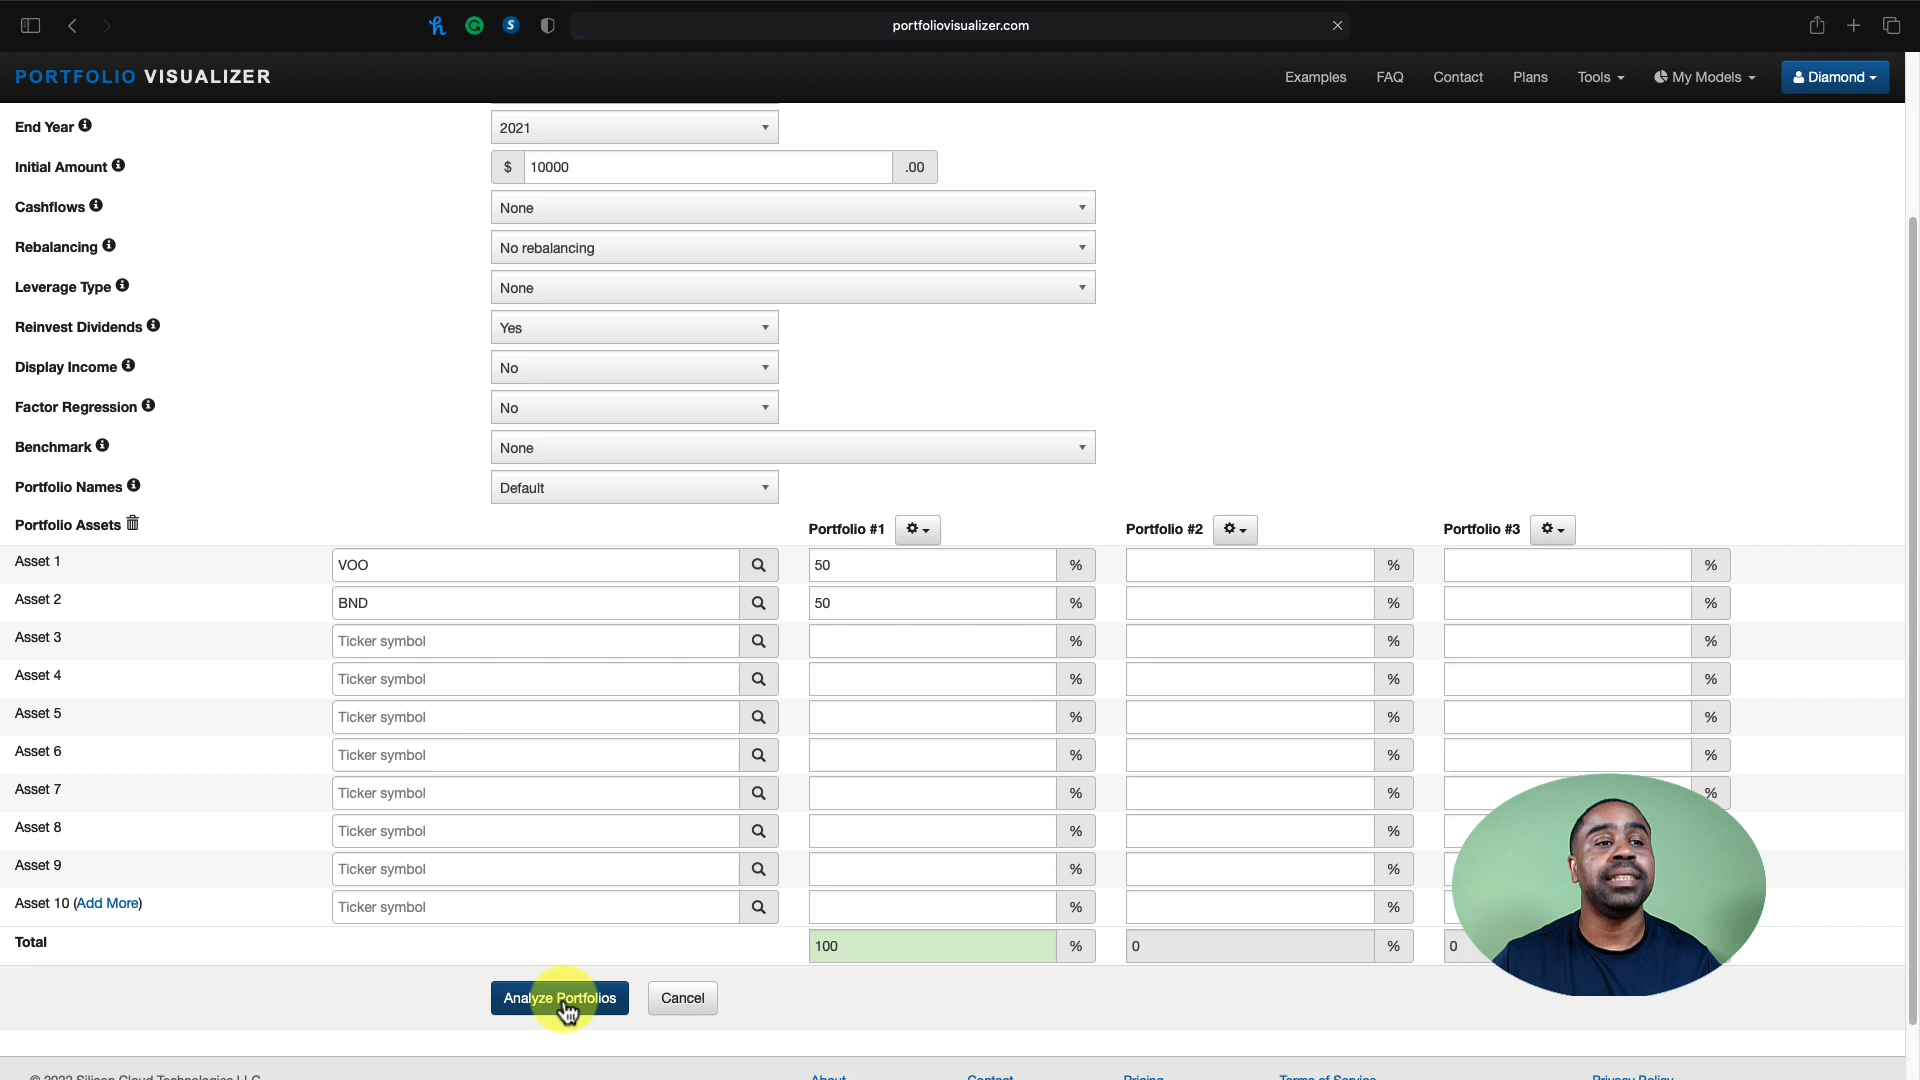 portfoliovisualizer.com
PORTFOLIO VISUALIZER
Examples FAQ Contact Plans Tools My Models Diamond
End Year 2021
Initial Amount $ 10000 .00
Cashflows None
Rebalancing No rebalancing
Leverage Type None
Reinvest Dividends Yes
Display Income No
Factor Regression No
Benchmark None
Portfolio Names Default
Portfolio Assets Portfolio #1 Portfolio #2 Portfolio #3
Asset 1 VOO 50 % % %
Asset 2 BND 50 % % %
Asset 3 Ticker symbol % % %
Asset 4 Ticker symbol % % %
Asset 5 Ticker symbol % % %
Asset 6 Ticker symbol % % %
Asset 7 Ticker symbol % % %
Asset 8 Ticker symbol % %
Asset 9 Ticker symbol % %
Asset 10 (Add More) Ticker symbol % %
Total 100 % 0 % 0
Analyze Portfolios Cancel
© 2022 Silicon Cloud Technologies LLC About Contact Pricing Terms of Service Privacy Policy